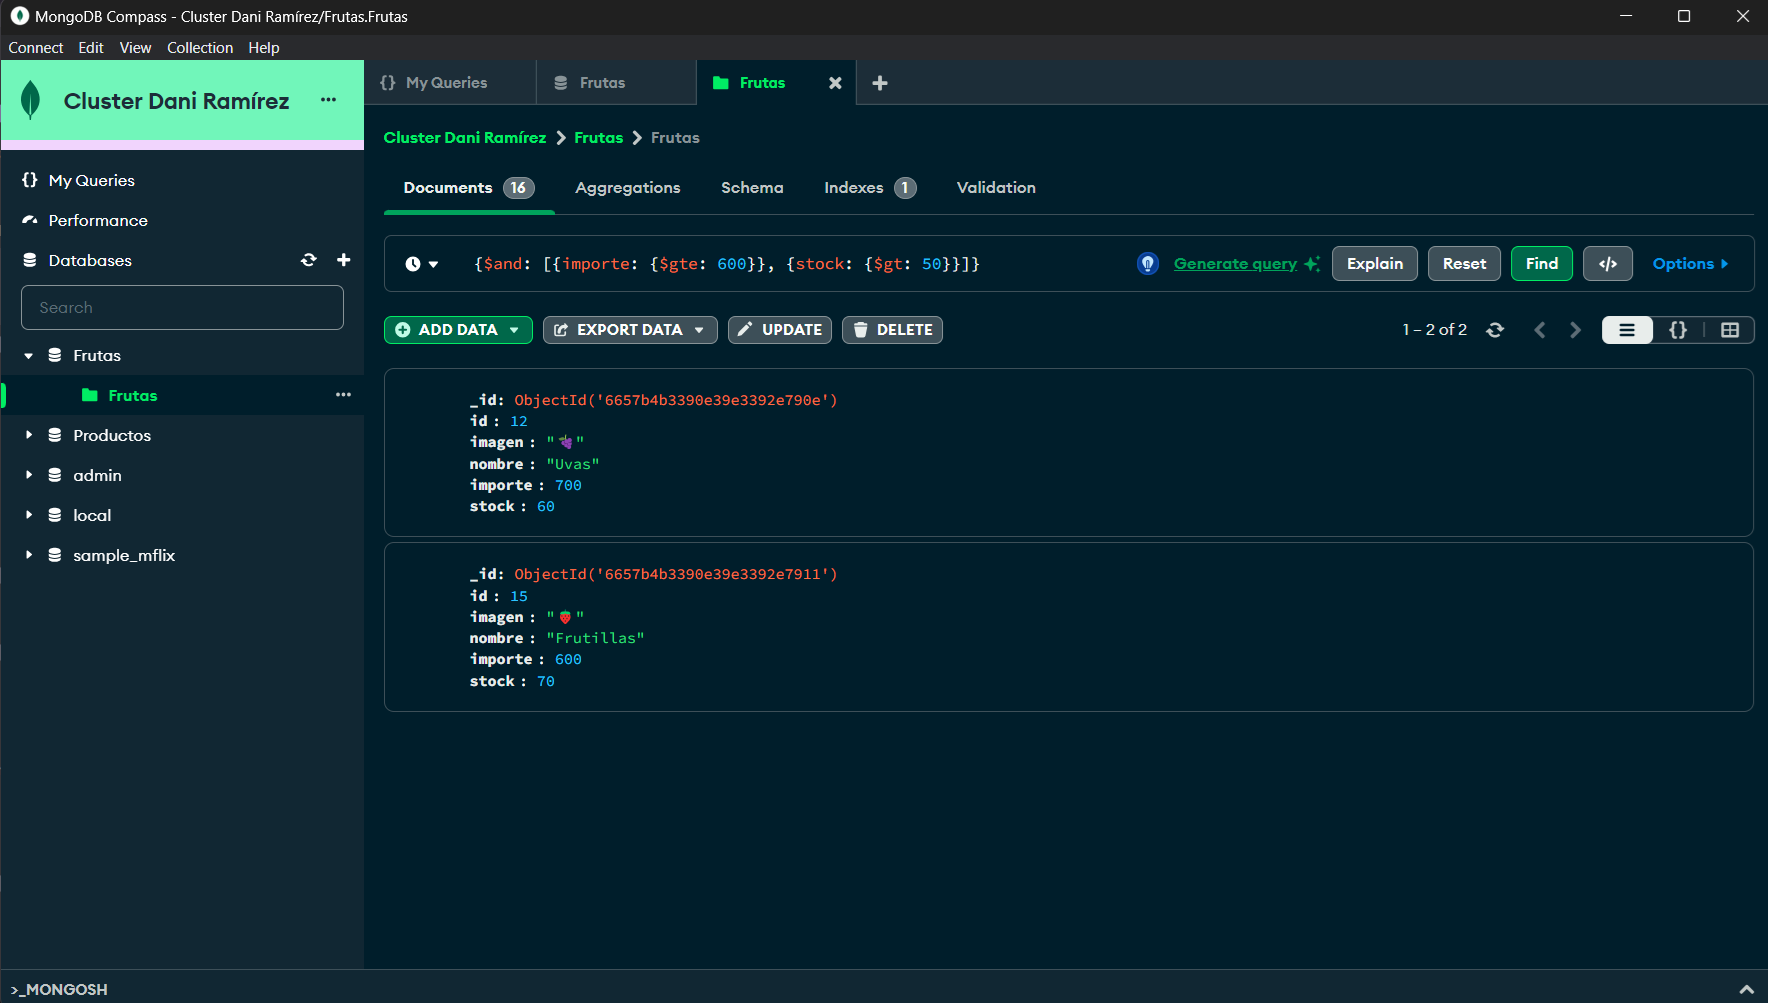 MongoDB Compass - Cluster Dani Ramírez/Frutas.Frutas
Connect Edit View Collection Help
Cluster Dani Ramírez
My Queries
Performance
Databases
Search
Frutas
Frutas
Productos
admin
local
sample_mflix
{} My Queries Frutas Frutas
Cluster Dani Ramírez > Frutas > Frutas
Documents 16 Aggregations Schema Indexes 1 Validation
{$and: [{importe: {$gte: 600}}, {stock: {$gt: 50}}]}
Generate query Explain Reset Find </> Options
ADD DATA EXPORT DATA UPDATE DELETE
1 – 2 of 2
_id: ObjectId('6657b4b3390e39e3392e790e')
id : 12
imagen : "🍇"
nombre : "Uvas"
importe : 700
stock : 60
_id: ObjectId('6657b4b3390e39e3392e7911')
id : 15
imagen : "🍓"
nombre : "Frutillas"
importe : 600
stock : 70
>_MONGOSH